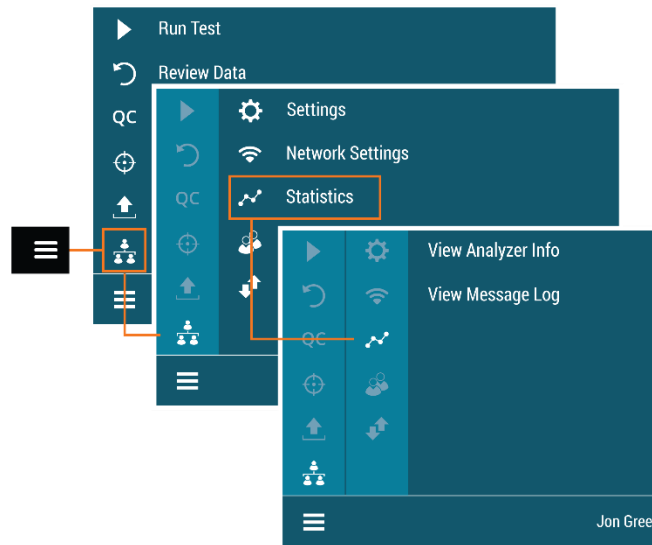 Run Test
Review Data
QC
Settings
Network Settings
QC
Statistics
View Analyzer Info
View Message Log
QC
Jon Gree